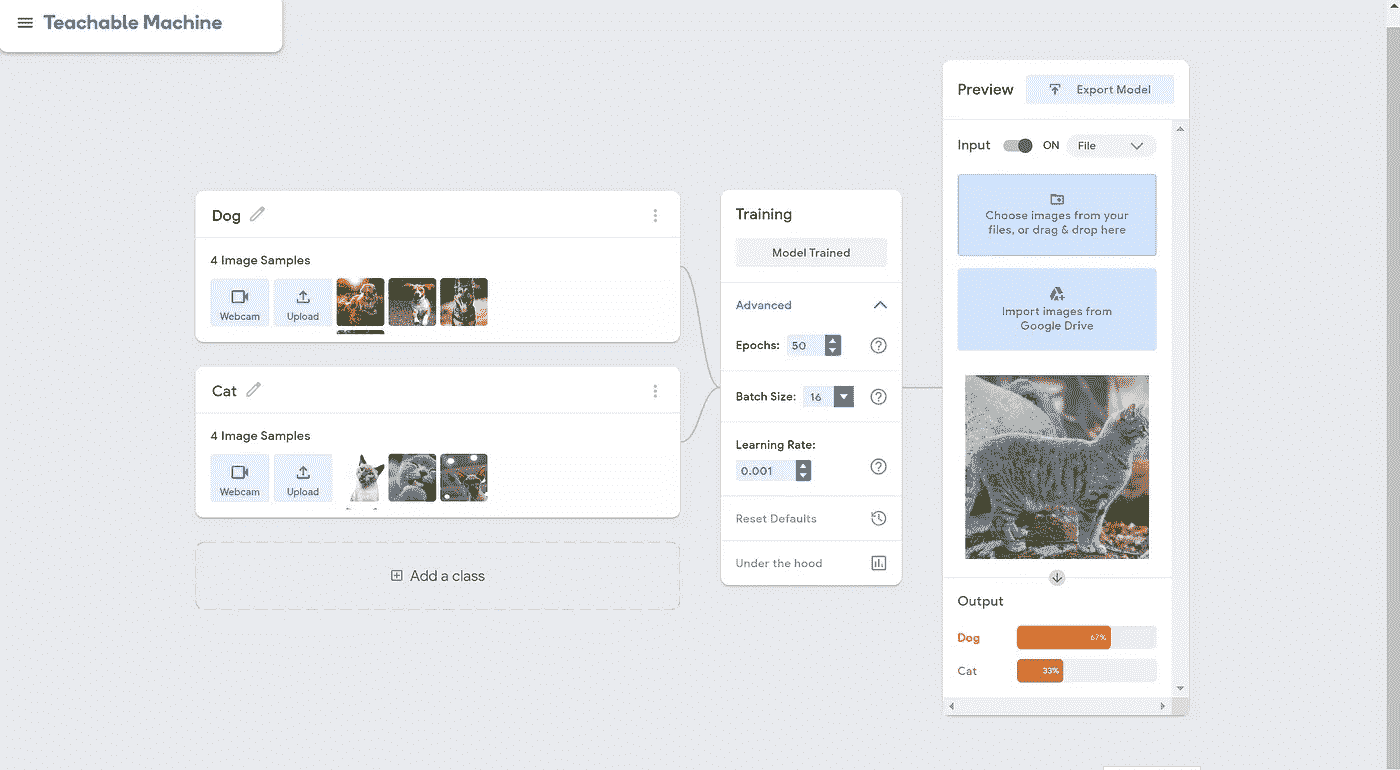 Teachable Machine
Dog
4 Image Samples
Webcam
Upload
Cat
4 Image Samples
Webcam
Upload
Add a class
Training
Model Trained
Advanced
Epochs: 50
Batch Size: 16
Learning Rate:
0.001
Reset Defaults
Under the hood
Preview
Export Model
Input ON File
Choose images from your
files, or drag & drop here
Import images from
Google Drive
Output
Dog 67%
Cat 33%